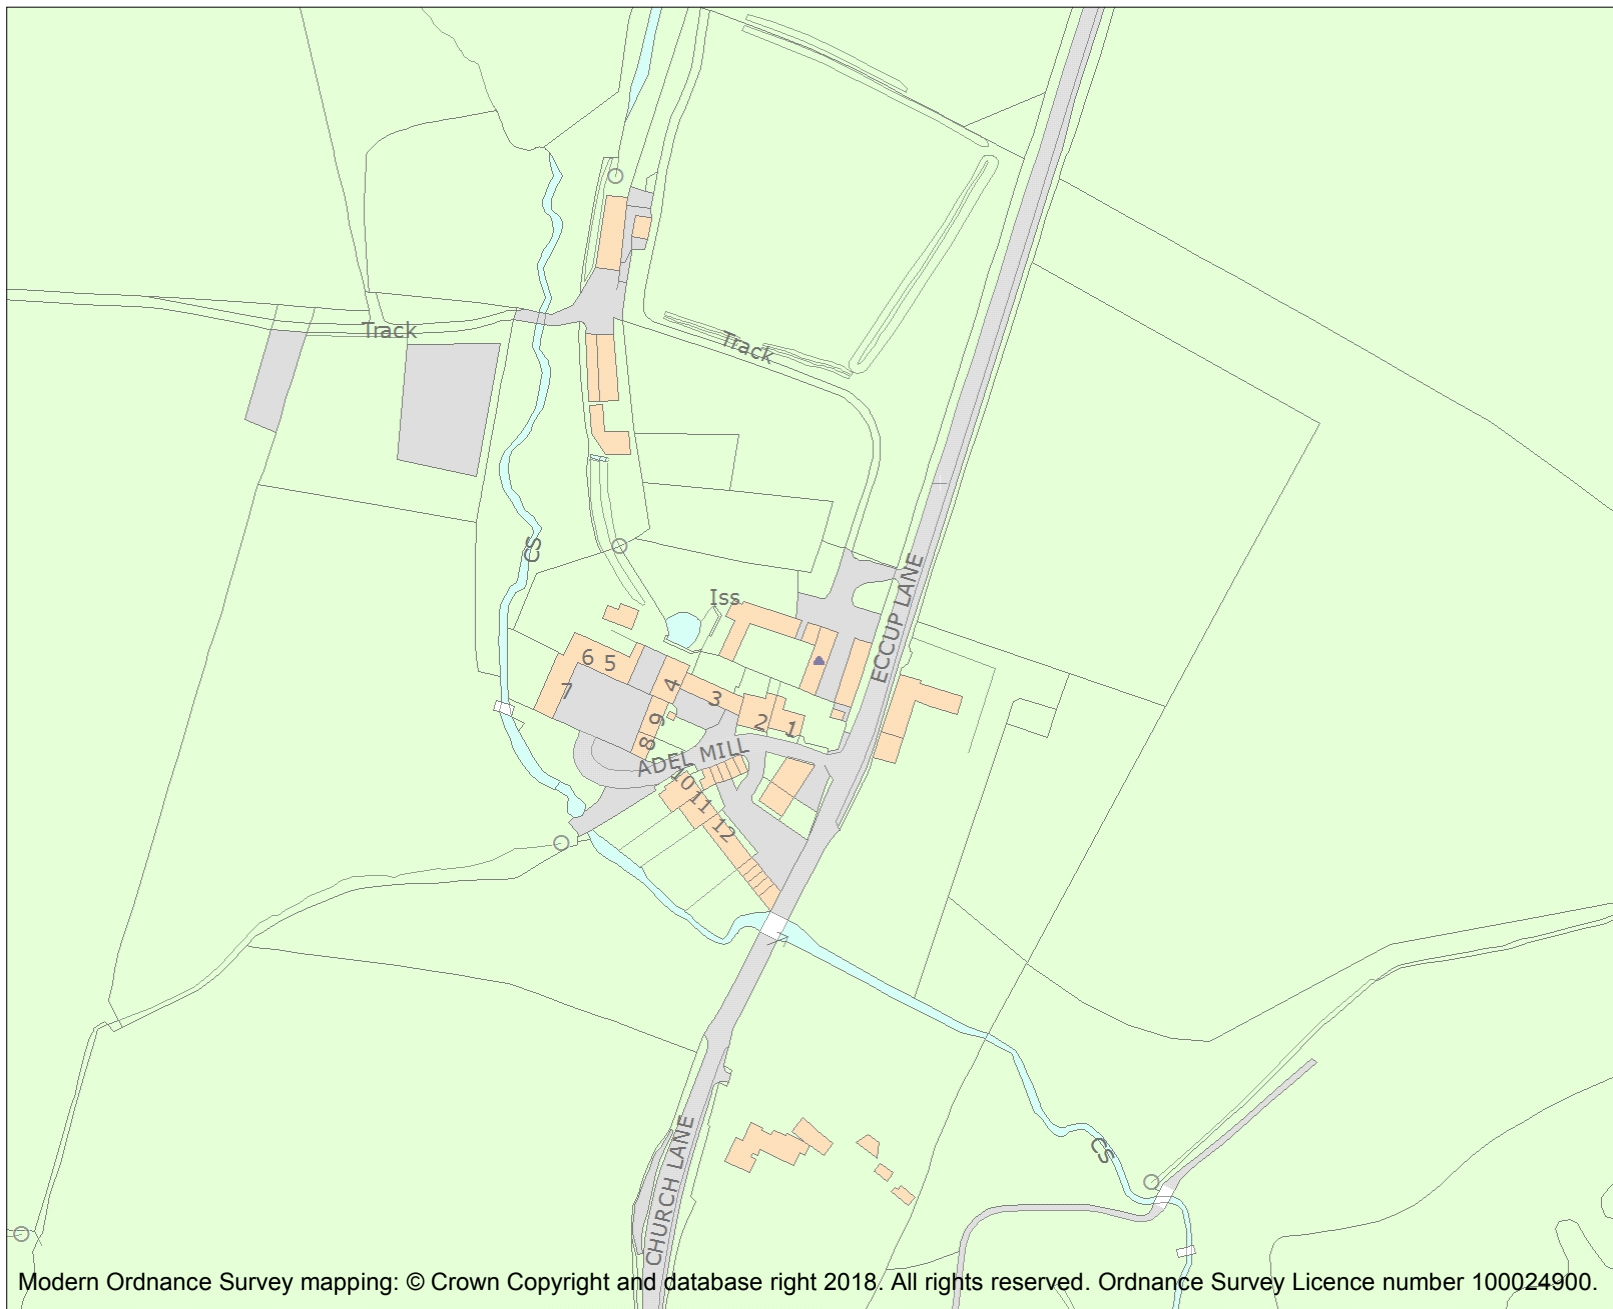 Track
Track
CS
ECCUP LANE
Iss
6
5
7
4
3
2
1
9
8
ADEL MILL
10
11
12
CS
CHURCH LANE
Modern Ordnance Survey mapping: © Crown Copyright and database right 2018. All rights reserved. Ordnance Survey Licence number 100024900.